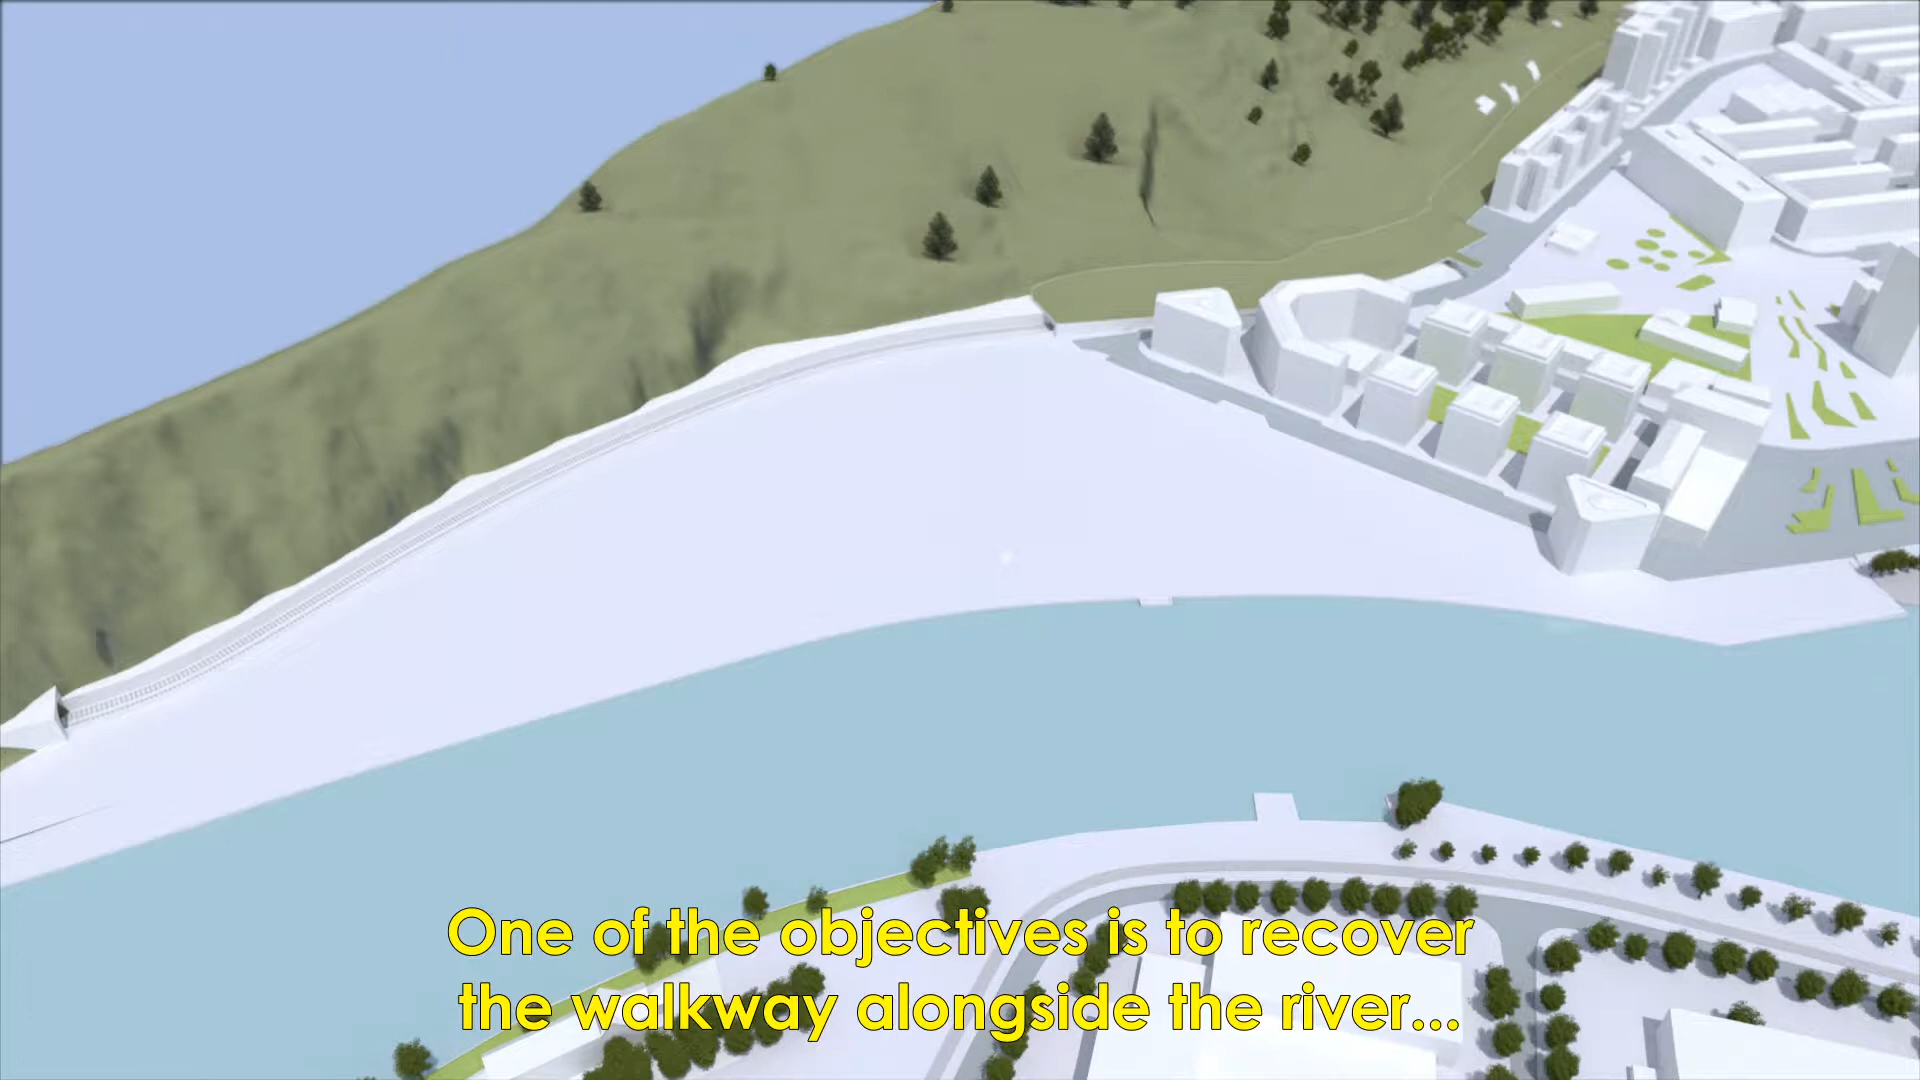 One of the objectives is to recover
the walkway alongside the river...